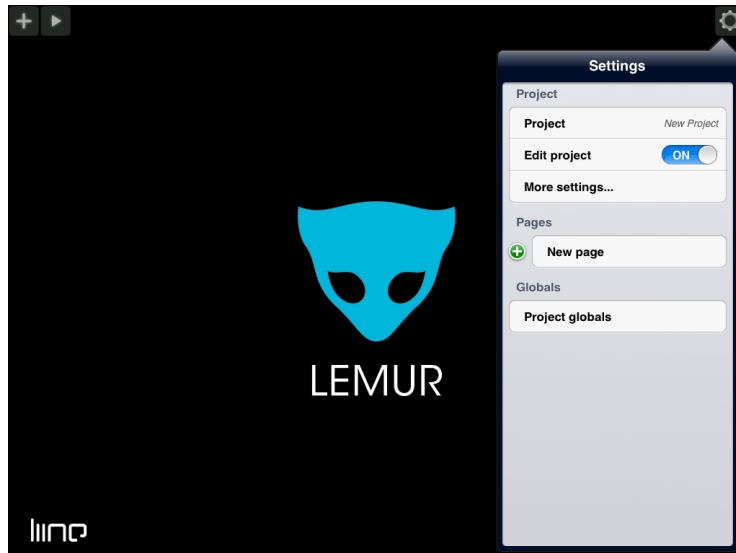 Settings
Project
Project New Project
Edit project ON
More settings...
Pages
New page
Globals
Project globals
LEMUR
liine